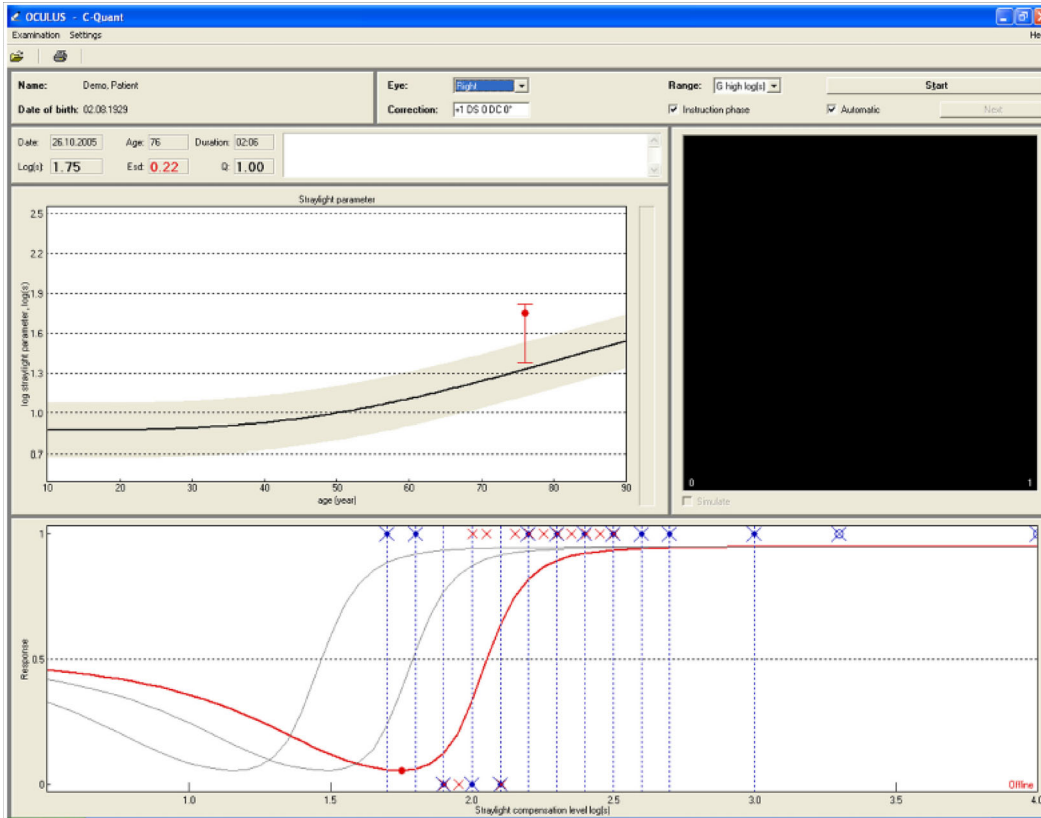 OCULUS - C-Quant
Examination Settings He
Name: Demo, Patient
Date of birth: 02.08.1929
Eye: Right
Correction: +1 DS 0 DC 0°
Range: G high log(s) Start
Instruction phase Automatic Next
Date: 26.10.2005 Age: 76 Duration: 02:06
Log(s): 1.75 Esd: 0.22 Q: 1.00
Straylight parameter
log straylight parameter, log(s)
2.5
2.2
1.9
1.6
1.3
1.0
0.7
10 20 30 40 50 60 70 80 90
age (year)
0 1
Simulate
Response
1
0.5
0
1.0 1.5 2.0 2.5 3.0 3.5 4.0
Straylight compensation level log(s)
Offline